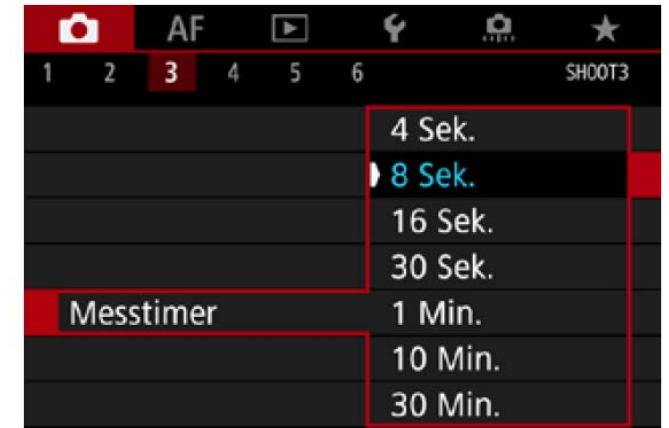 AF
1 2 3 4 5 6 SHOOT3
4 Sek.
8 Sek.
16 Sek.
30 Sek.
Messtimer 1 Min.
10 Min.
30 Min.